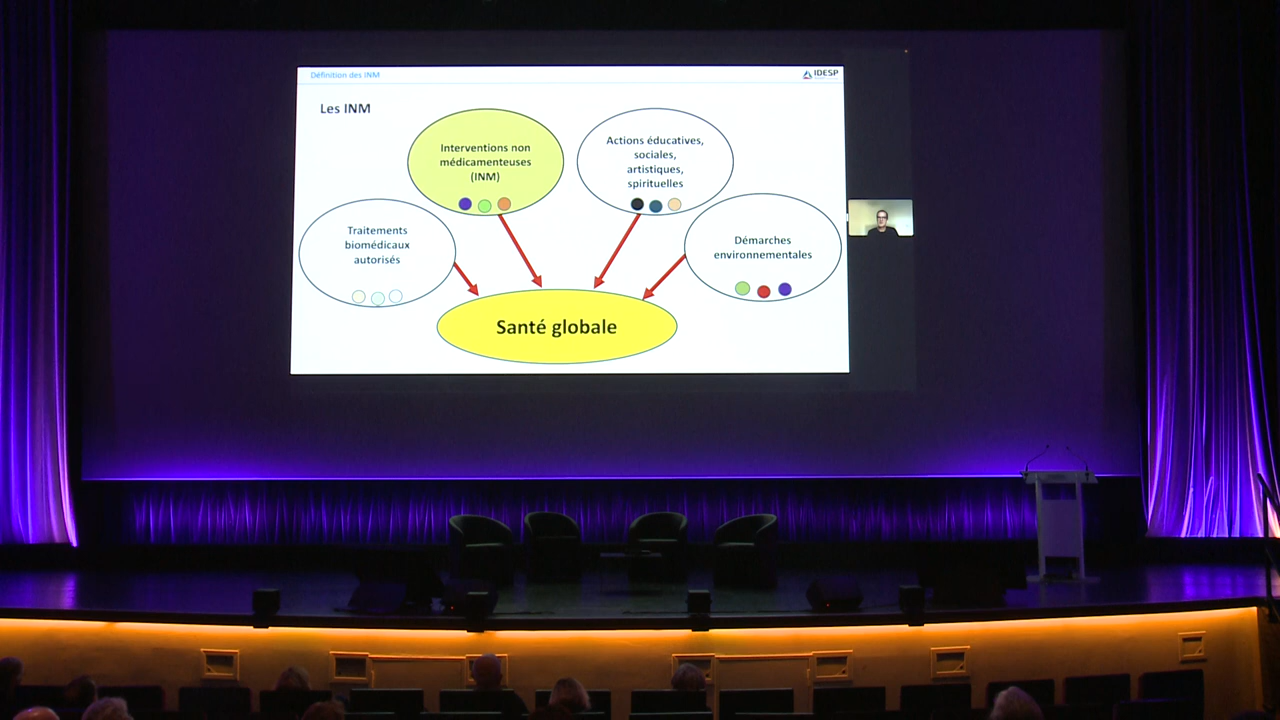 Définition des INM
IDESP
Les INM
Interventions non
médicamenteuses
(INM)
Actions éducatives,
sociales,
artistiques,
spirituelles
Traitements
biomédicaux
autorisés
Démarches
environnementales
Santé globale